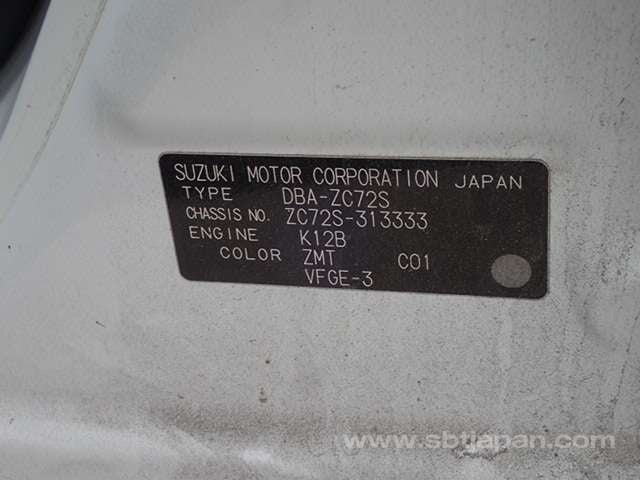 SUZUKI MOTOR CORPORATION JAPAN
TYPE DBA-ZC72S
CHASSIS NO. ZC72S-313333
ENGINE K12B
COLOR ZMT C01
VFGE-3
www.sbtjapan.com